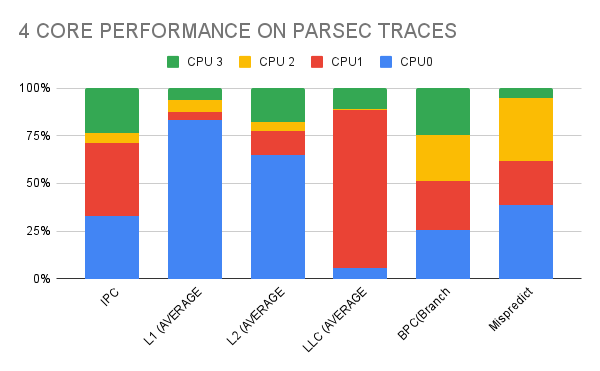 4 CORE PERFORMANCE ON PARSEC TRACES
CPU 3 CPU 2 CPU1 CPU0
100%
75%
50%
25%
0%
IPC
L1 (AVERAGE
L2 (AVERAGE
LLC (AVERAGE
BPC(Branch
Mispredict